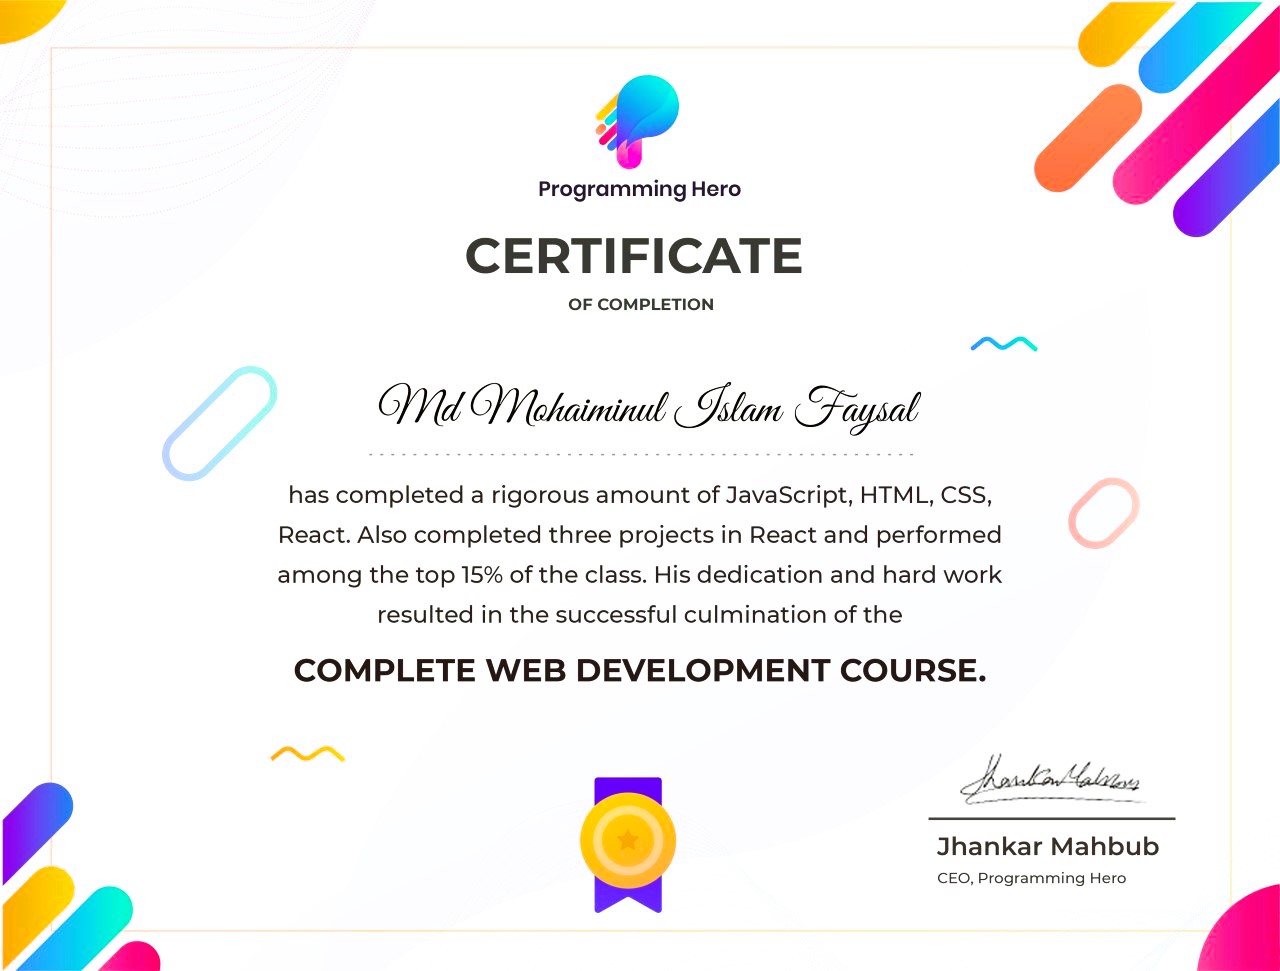 Programming Hero
CERTIFICATE
OF COMPLETION
Md Mohaiminul Islam Faysal
has completed a rigorous amount of JavaScript, HTML, CSS,
React. Also completed three projects in React and performed
among the top 15% of the class. His dedication and hard work
resulted in the successful culmination of the
COMPLETE WEB DEVELOPMENT COURSE.
Jhankar Mahbub
Jhankar Mahbub
CEO, Programming Hero